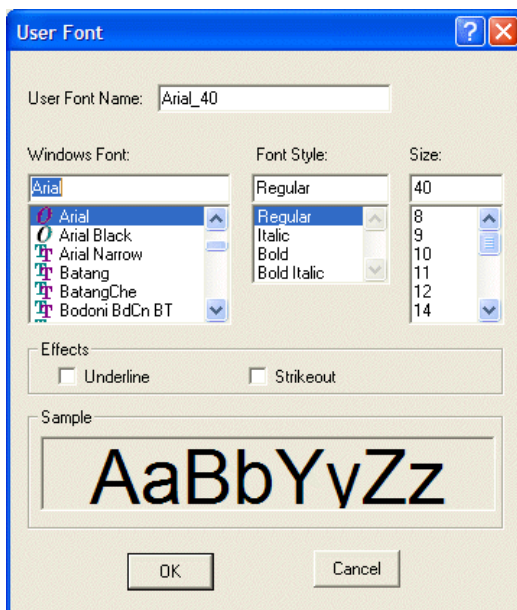 User Font
User Font Name: Arial_40
Windows Font: Font Style: Size:
Arial Regular 40
Arial Regular 8
Arial Black Italic 9
Arial Narrow Bold 10
Batang Bold Italic 11
BatangChe 12
Bodoni BdCn BT 14
Effects
Underline Strikeout
Sample
AaBbYyZz
OK Cancel